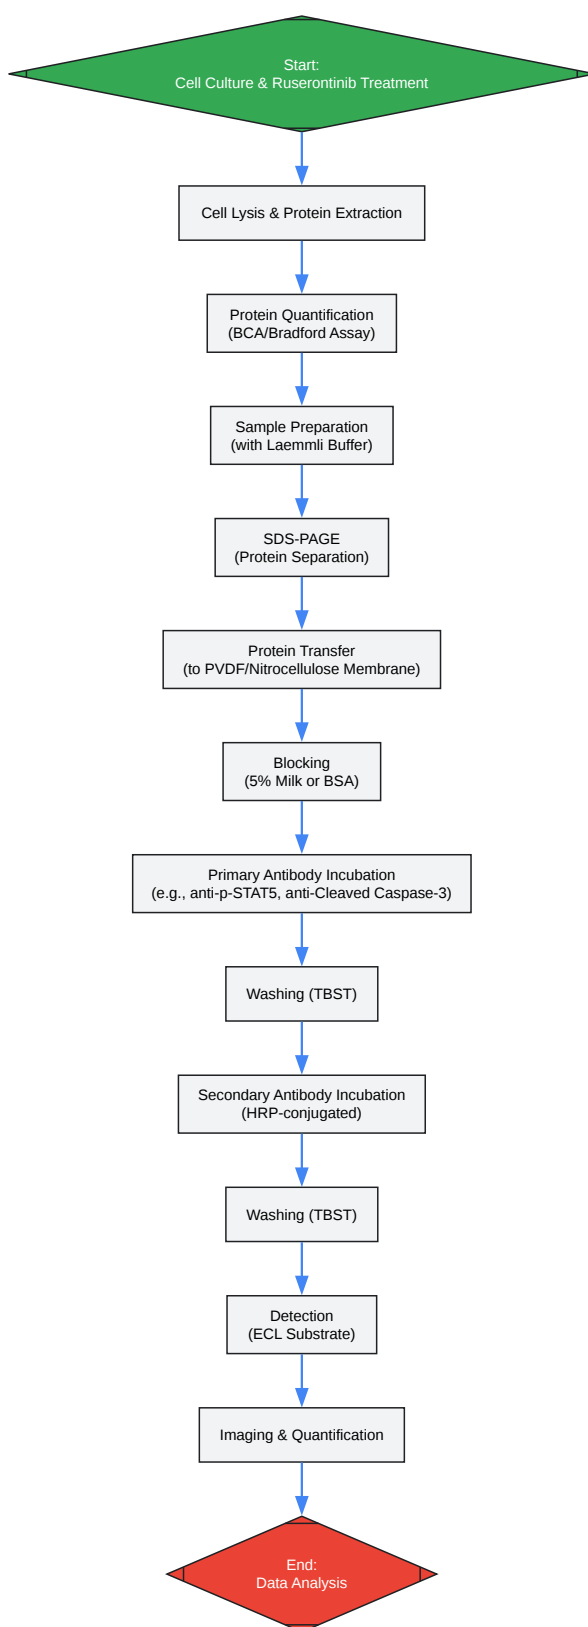 Start:
Cell Culture & Ruserontinib Treatment
Cell Lysis & Protein Extraction
Protein Quantification
(BCA/Bradford Assay)
Sample Preparation
(with Laemmli Buffer)
SDS-PAGE
(Protein Separation)
Protein Transfer
(to PVDF/Nitrocellulose Membrane)
Blocking
(5% Milk or BSA)
Primary Antibody Incubation
(e.g., anti-p-STAT5, anti-Cleaved Caspase-3)
Washing (TBST)
Secondary Antibody Incubation
(HRP-conjugated)
Washing (TBST)
Detection
(ECL Substrate)
Imaging & Quantification
End:
Data Analysis